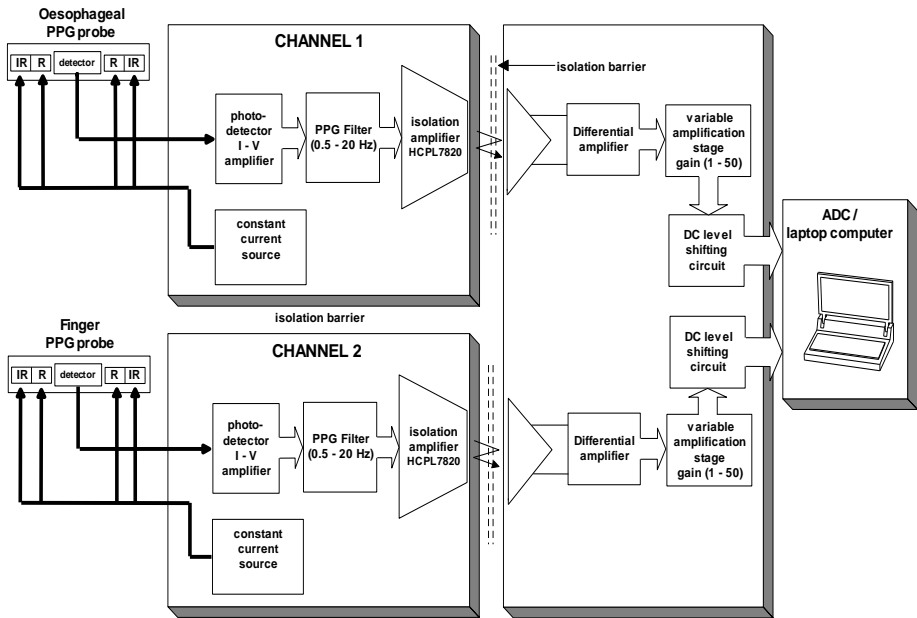 Oesophageal
PPG probe
IR R detector R IR
CHANNEL 1
photo-
detector
I - V
amplifier
PPG Filter
(0.5 - 20 Hz)
isolation
amplifier
HCPL7820
constant
current
source
isolation barrier
Differential
amplifier
variable
amplification
stage
gain (1 - 50)
DC level
shifting
circuit
ADC /
laptop computer
isolation barrier
Finger
PPG probe
IR R detector R IR
CHANNEL 2
photo-
detector
I - V
amplifier
PPG Filter
(0.5 - 20 Hz)
isolation
amplifier
HCPL7820
constant
current
source
Differential
amplifier
DC level
shifting
circuit
variable
amplification
stage
gain (1 - 50)